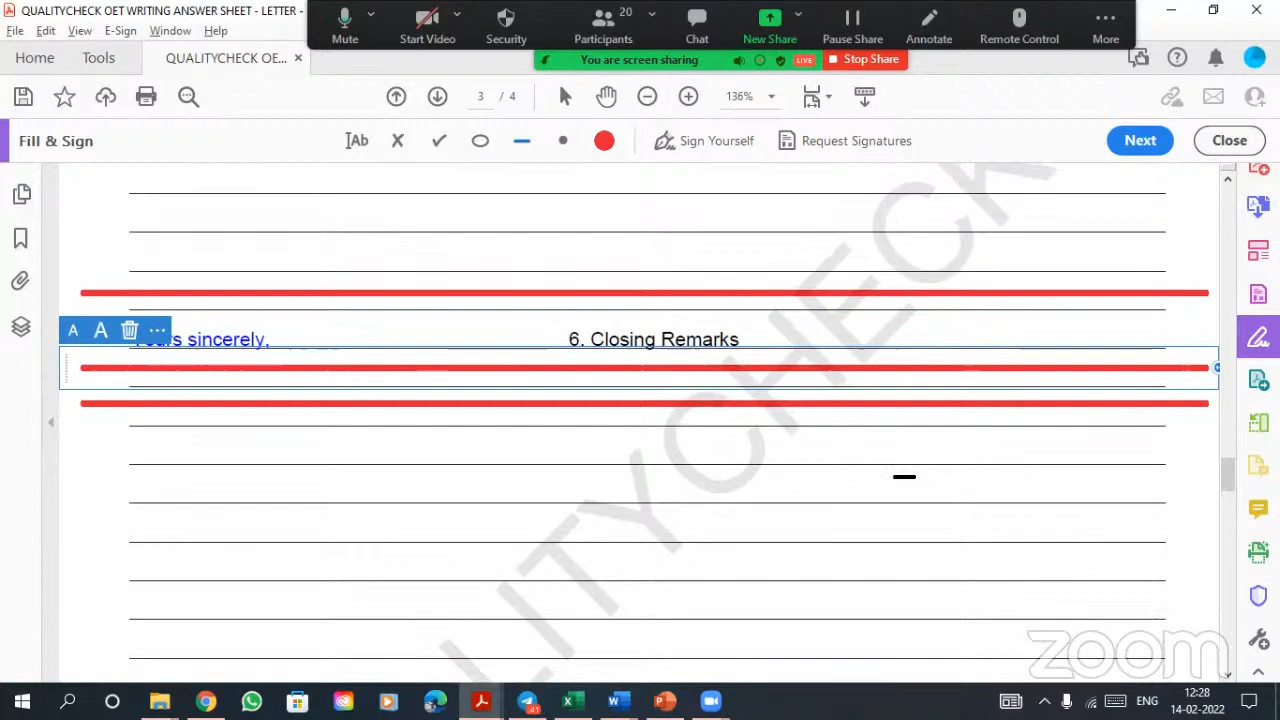 QUALITYCHECK OET WRITING ANSWER SHEET - LETTER -
File Edit View E-Sign Window Help
Mute Start Video Security Participants 20 Chat New Share Pause Share Annotate Remote Control More
You are screen sharing LIVE Stop Share
Home Tools QUALITYCHECK OE...
3 / 4 136%
Fill & Sign Ab Sign Yourself Request Signatures Next Close
A A
sincerely, 6. Closing Remarks
LITYCHECK
zoom
41
ENG 12:28
14-02-2022